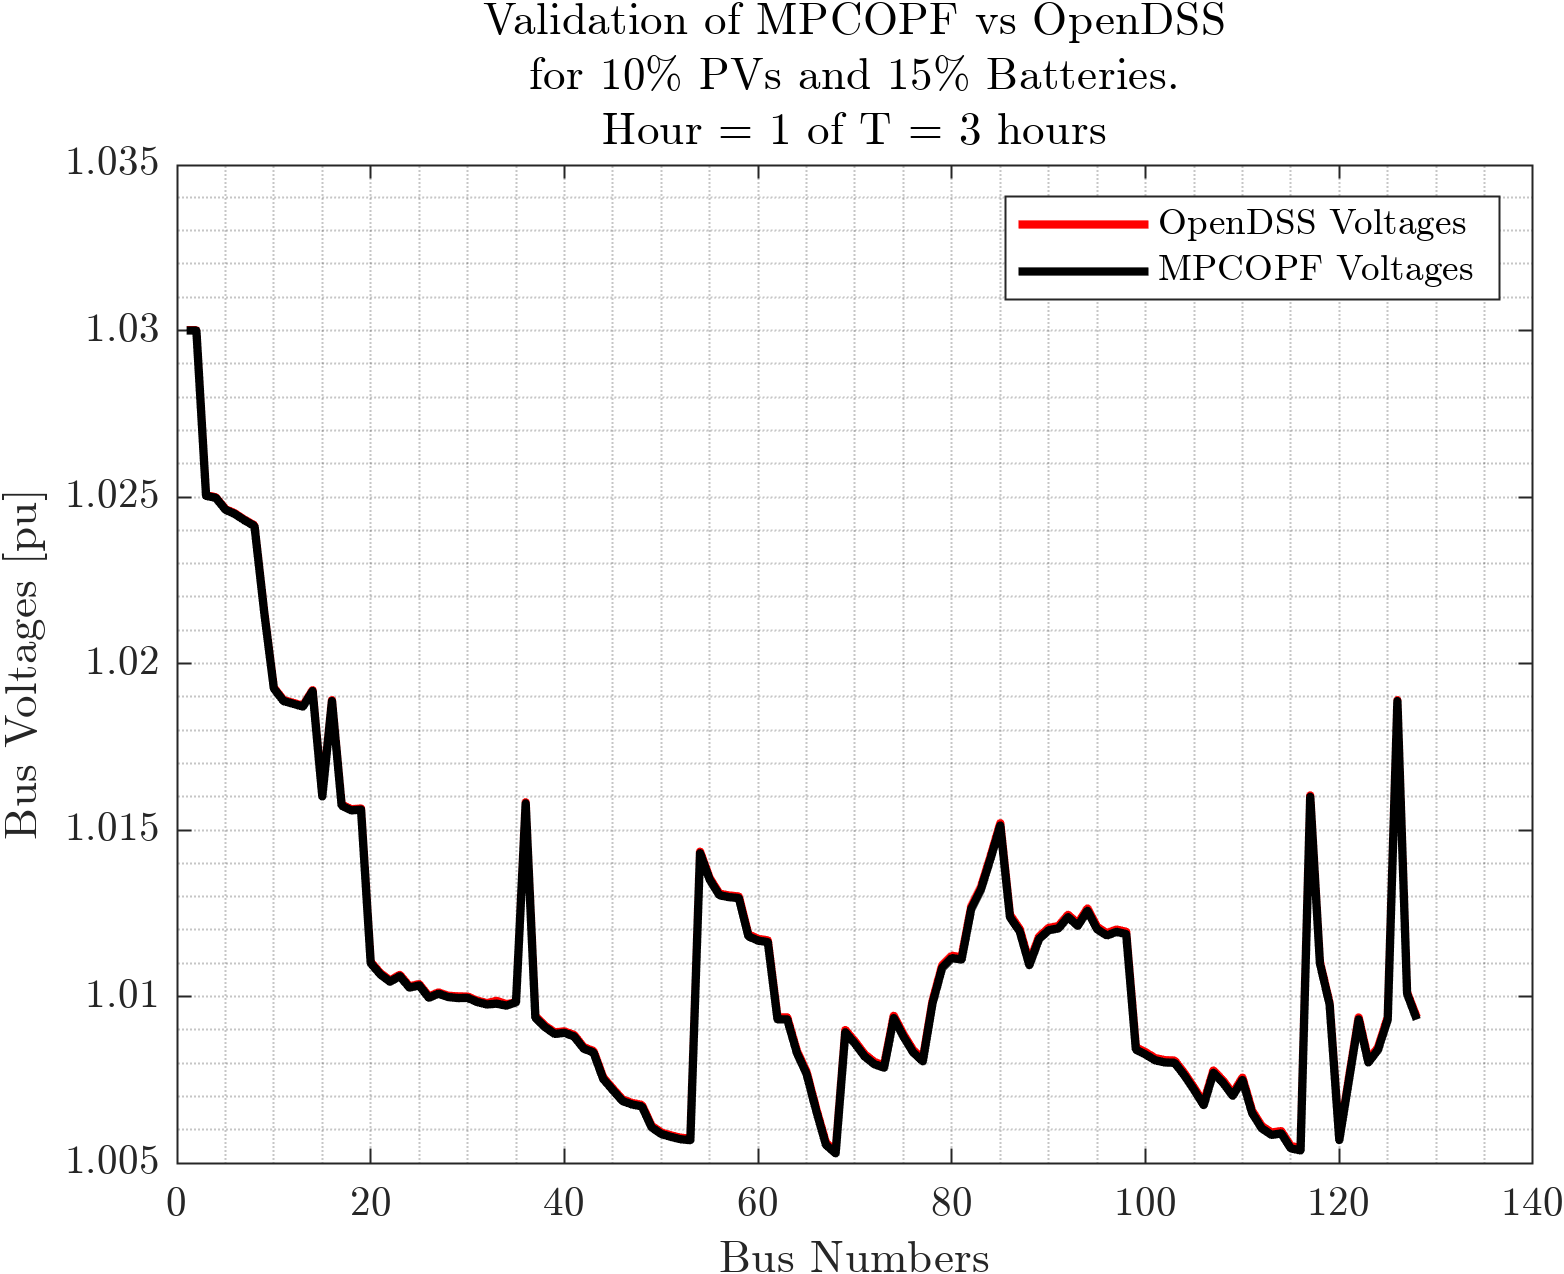 Validation of MPCOPF vs OpenDSS
for 10% PVs and 15% Batteries.
Hour = 1 of T = 3 hours
1.035
1.03
1.025
1.02
1.015
1.01
1.005
Bus Voltages [pu]
OpenDSS Voltages
MPCOPF Voltages
0 20 40 60 80 100 120 140
Bus Numbers